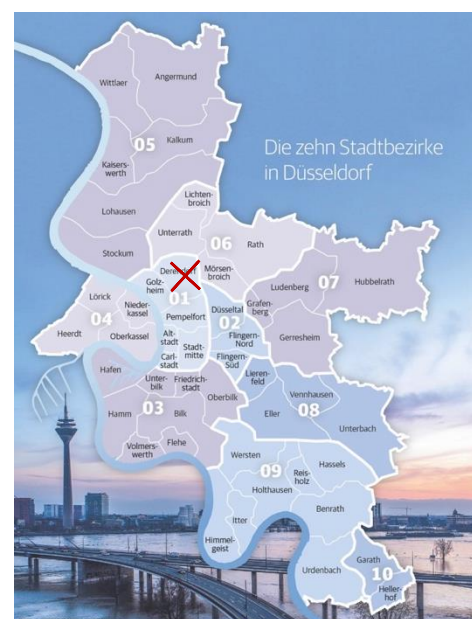 Die zehn Stadtbezirke
in Düsseldorf
Angermund
Wittlaer
05
Kalkum
Kaisers-
werth
Lohausen
Stockum
Lichten-
broich
Unterrath
06
Rath
Mörsen-
broich
Derendorf
Golz-
heim
01
Pempelfort
Alt-
stadt
Stadt-
mitte
Carl-
stadt
Düsseltal
02
Flingern-
Nord
Flingern-
Süd
Grafen-
berg
Ludenberg
07
Hubbelrath
Gerresheim
Lörick
Nieder-
kassel
04
Heerdt
Oberkassel
Hafen
Unter-
bilk
Friedrich-
stadt
Oberbilk
03
Hamm
Bilk
Volmers-
werth
Flehe
Lieren-
feld
Vennhausen
Eller
08
Unterbach
Wersten
09
Hassels
Reis-
holz
Holthausen
Benrath
Itter
Himmel-
geist
Urdenbach
Garath
10
Heller-
hof